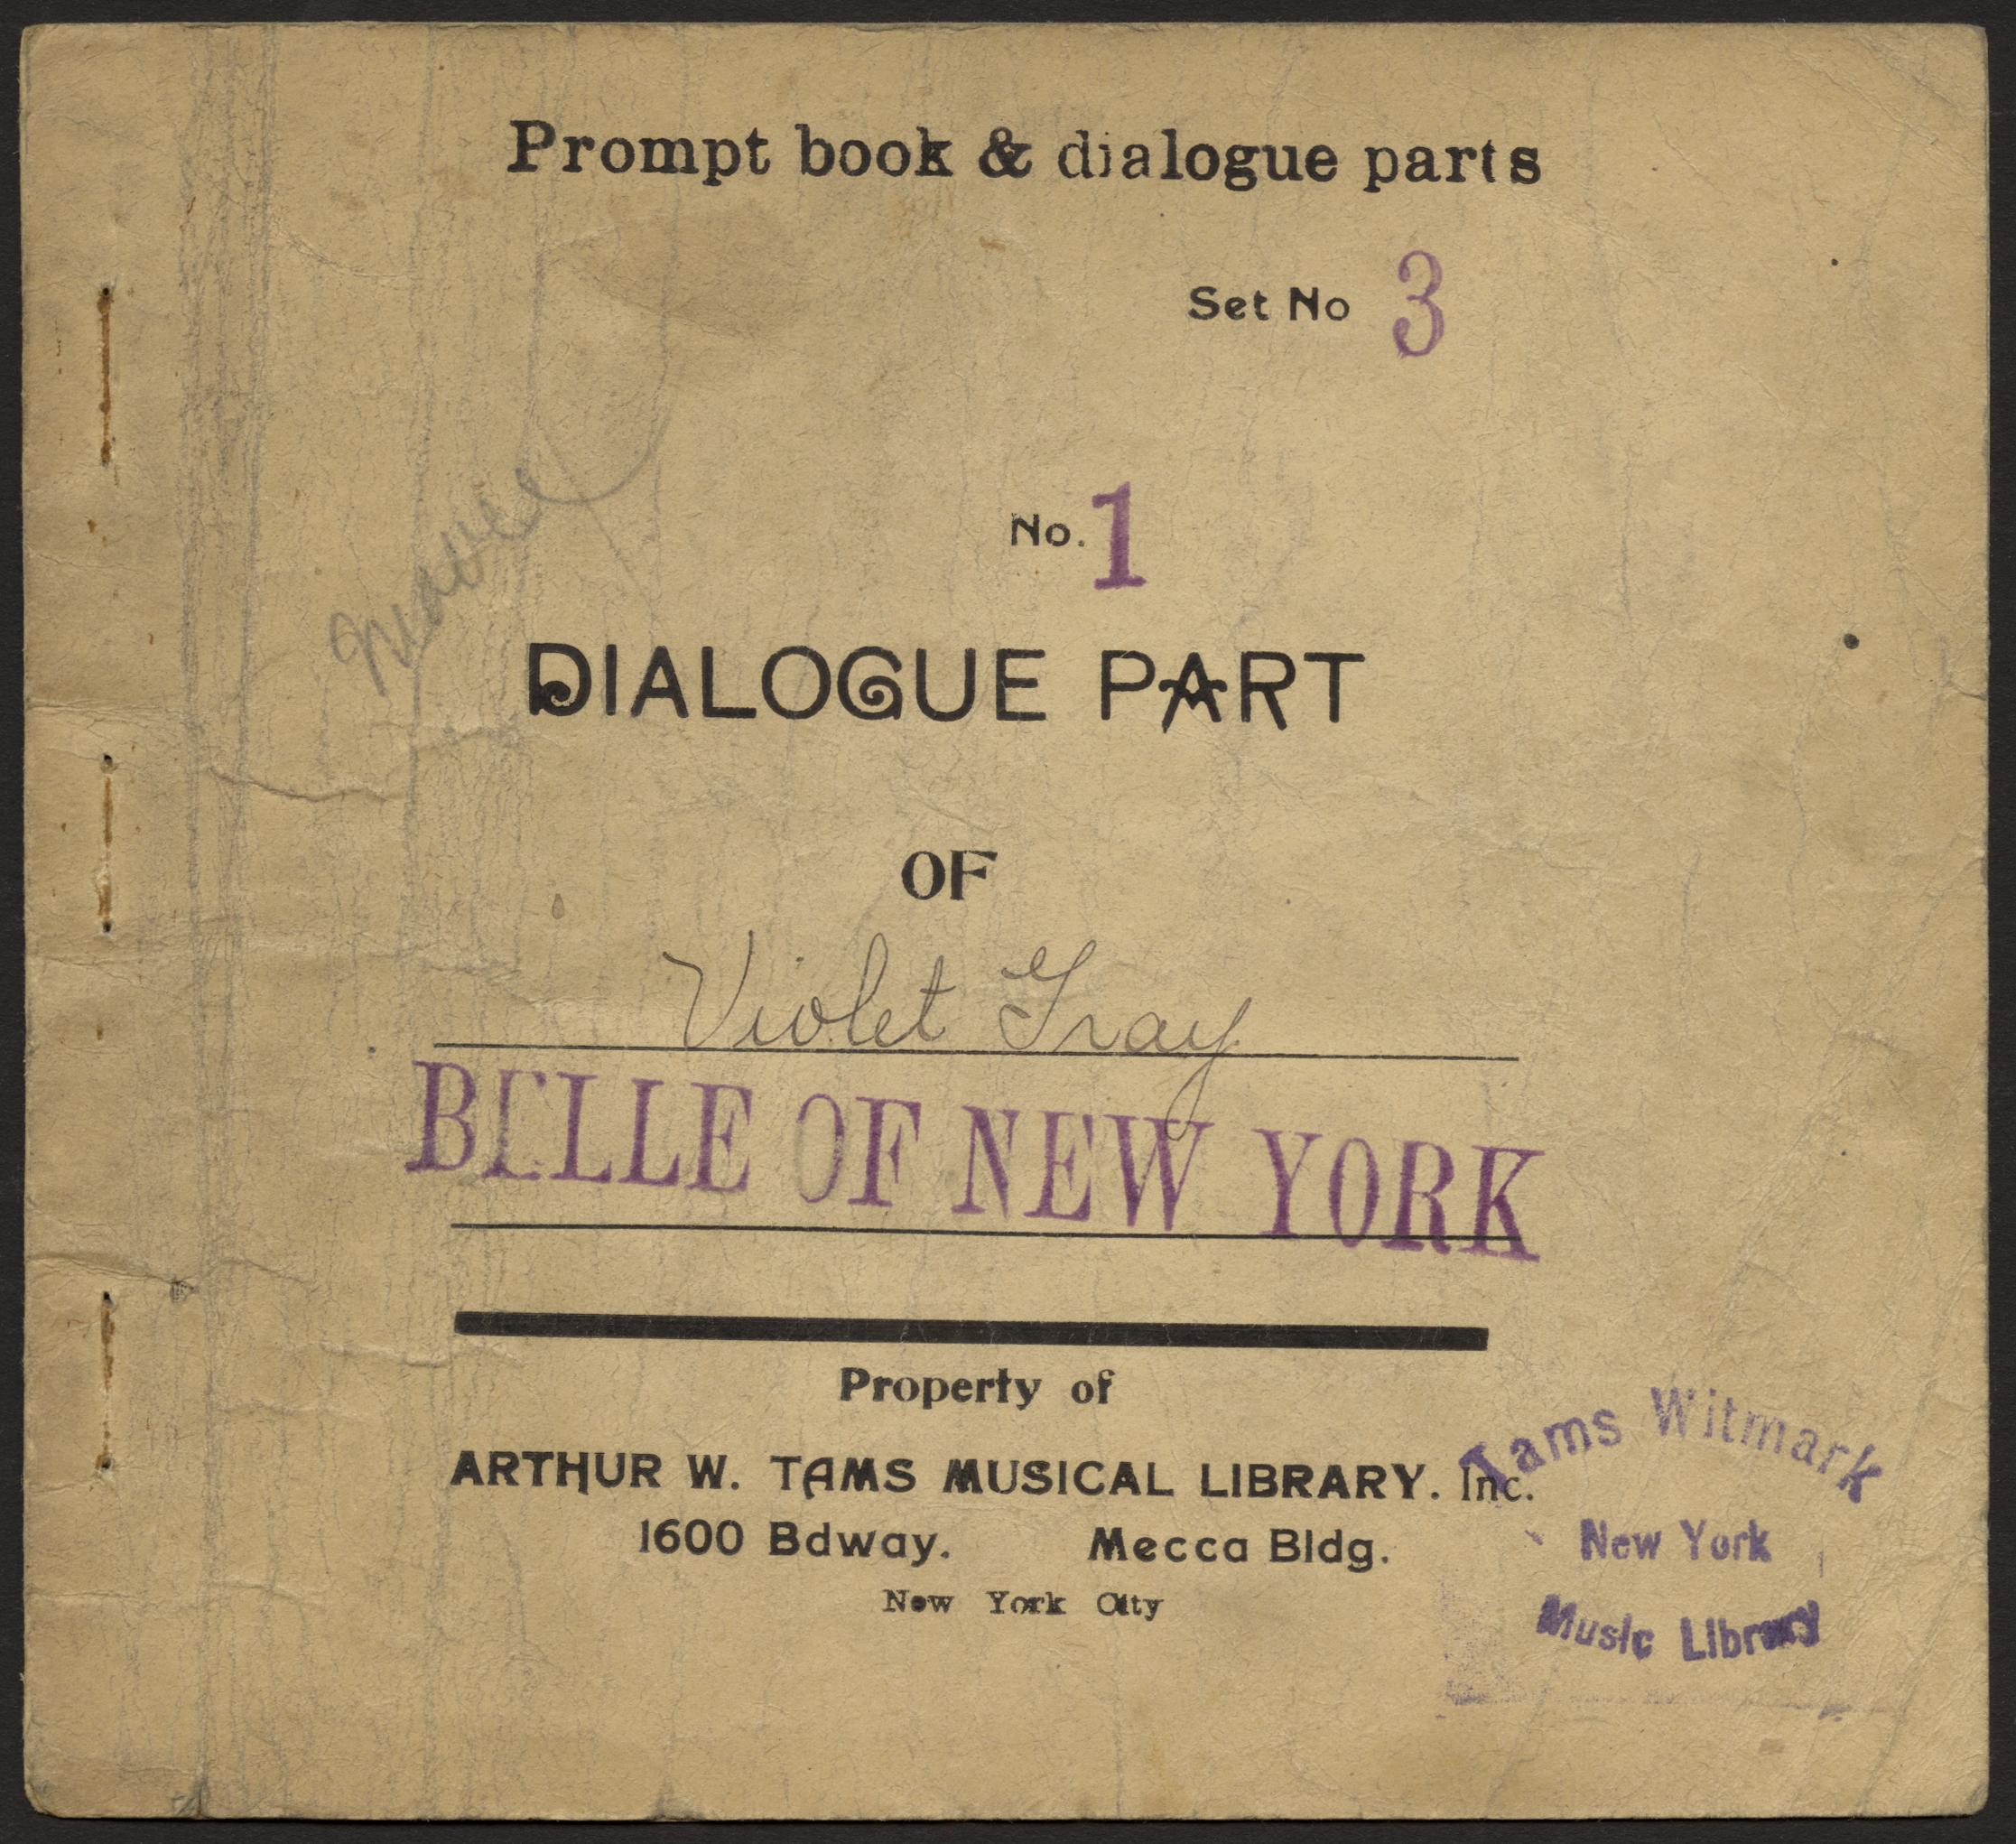 Prompt book & dialogue parts
Set No 3
No. 1
DIALOGUE PART
OF
Violet Gray
BELLE OF NEW YORK
Property of
ARTHUR W. TAMS MUSICAL LIBRARY. Inc.
1600 Bdway. Mecca Bldg.
New York City
Tams Witmark
New York
Music Library